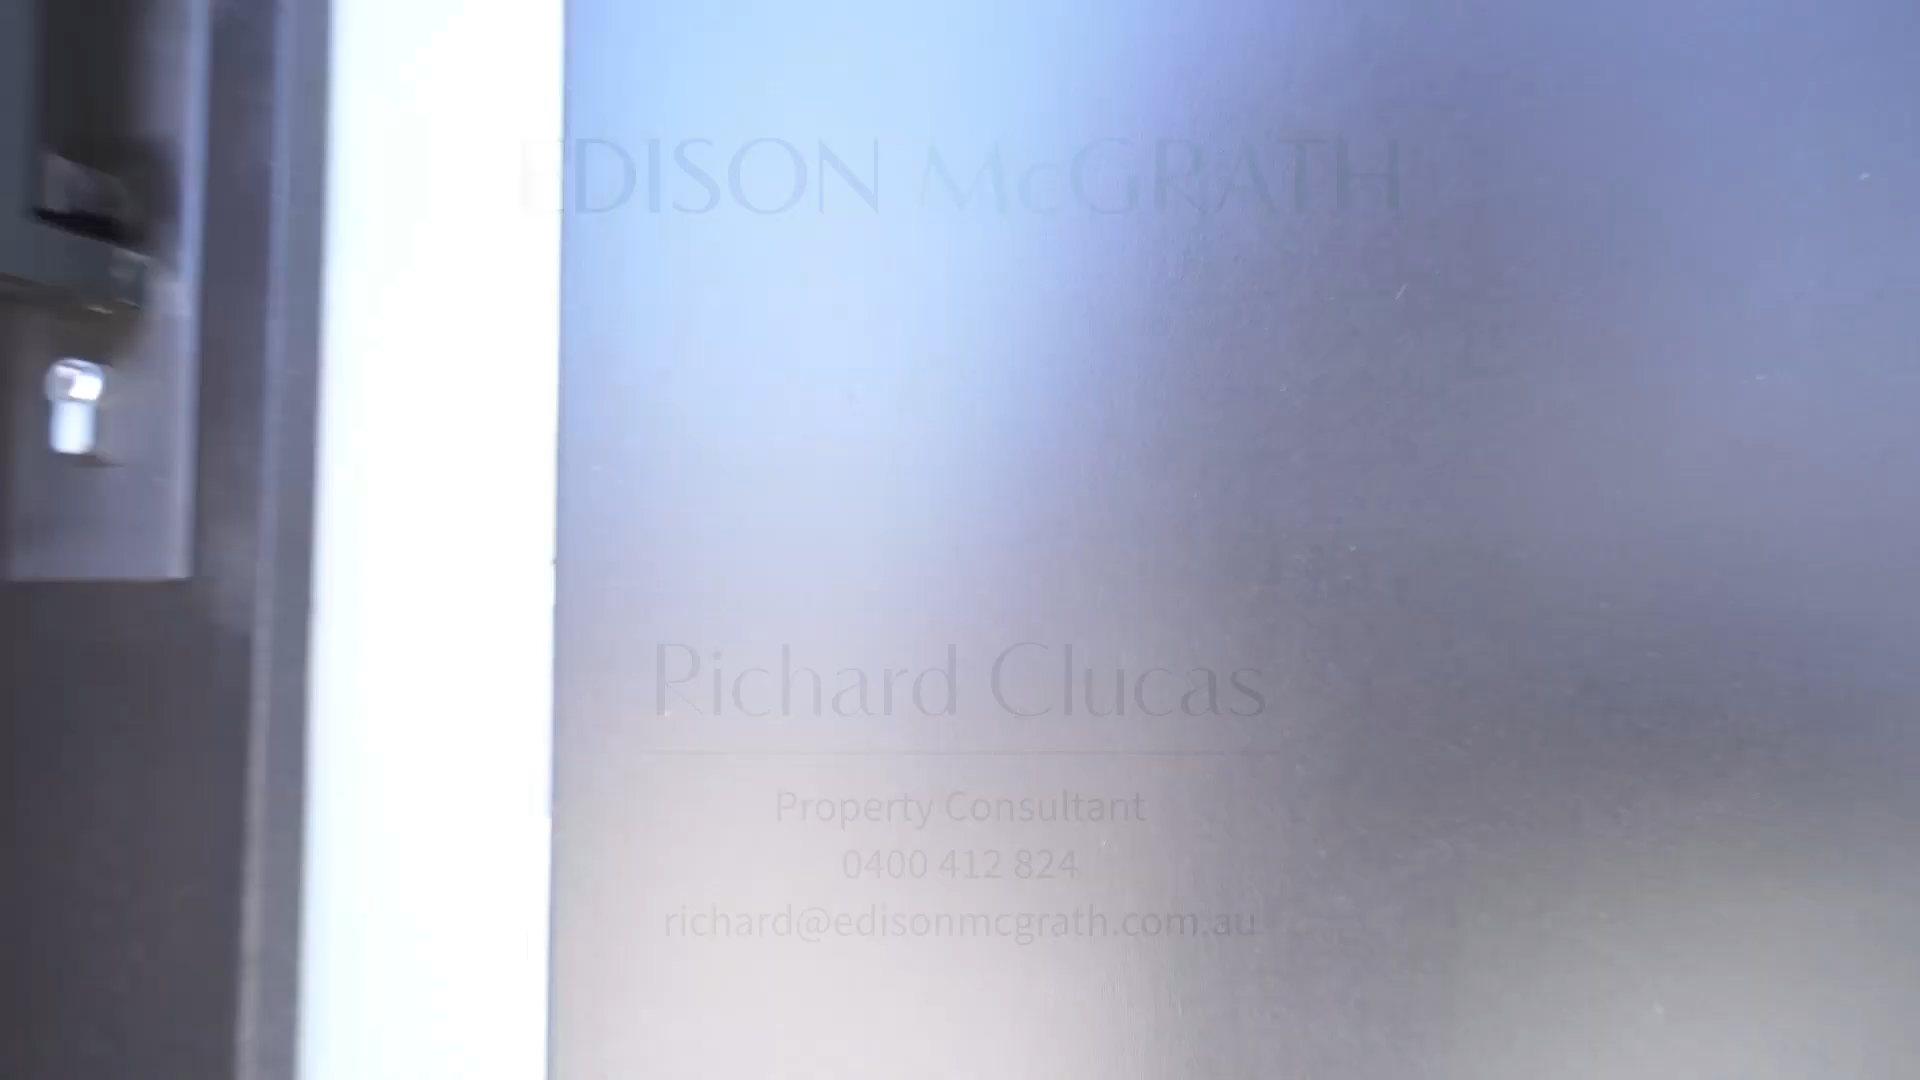 EDISON McGRATH
Richard Clucas
Property Consultant
0400 412 824
richard@edisonmcgrath.com.au